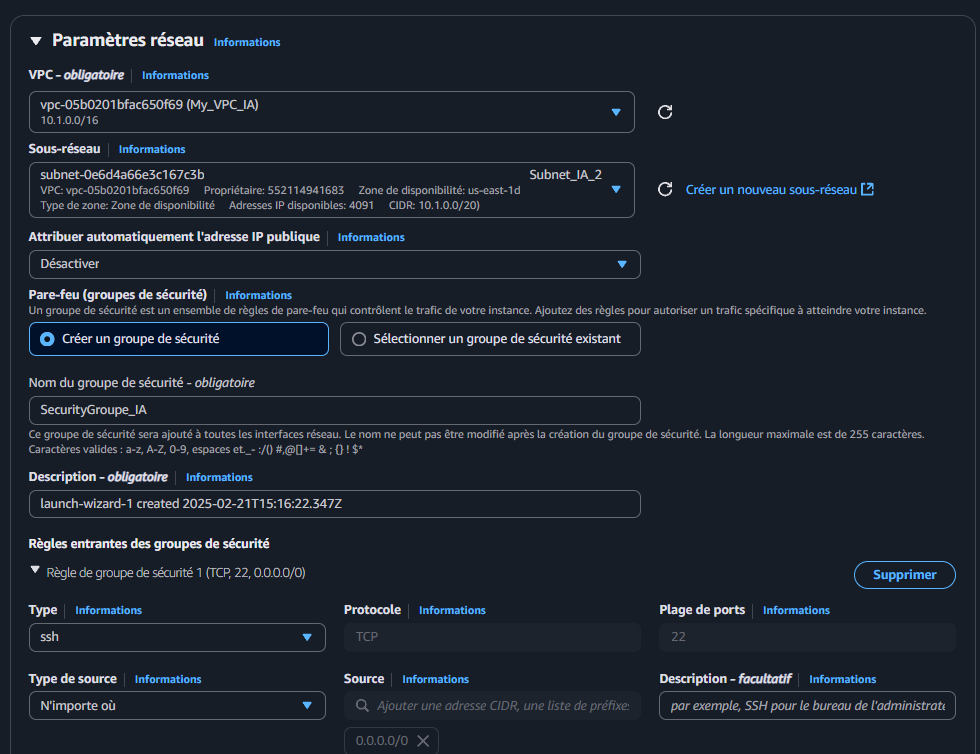 Paramètres réseau Informations
VPC - obligatoire Informations
vpc-05b0201bfac650f69 (My_VPC_IA)
10.1.0.0/16
Sous-réseau Informations
subnet-0e6d4a66e3c167c3b Subnet_IA_2
VPC: vpc-05b0201bfac650f69 Propriétaire: 552114941683 Zone de disponibilité: us-east-1d
Type de zone: Zone de disponibilité Adresses IP disponibles: 4091 CIDR: 10.1.0.0/20)
Créer un nouveau sous-réseau
Attribuer automatiquement l'adresse IP publique Informations
Désactiver
Pare-feu (groupes de sécurité) Informations
Un groupe de sécurité est un ensemble de règles de pare-feu qui contrôlent le trafic de votre instance. Ajoutez des règles pour autoriser un trafic spécifique à atteindre votre instance.
Créer un groupe de sécurité Sélectionner un groupe de sécurité existant
Nom du groupe de sécurité - obligatoire
SecurityGroupe_IA
Ce groupe de sécurité sera ajouté à toutes les interfaces réseau. Le nom ne peut pas être modifié après la création du groupe de sécurité. La longueur maximale est de 255 caractères.
Caractères valides : a-z, A-Z, 0-9, espaces et._- :/() #,@[]+= & ; {} ! $*
Description - obligatoire Informations
launch-wizard-1 created 2025-02-21T15:16:22.347Z
Règles entrantes des groupes de sécurité
Règle de groupe de sécurité 1 (TCP, 22, 0.0.0.0/0) Supprimer
Type Informations Protocole Informations Plage de ports Informations
ssh TCP 22
Type de source Informations Source Informations Description - facultatif Informations
N'importe où Ajouter une adresse CIDR, une liste de préfixes par exemple, SSH pour le bureau de l'administrate
0.0.0.0/0